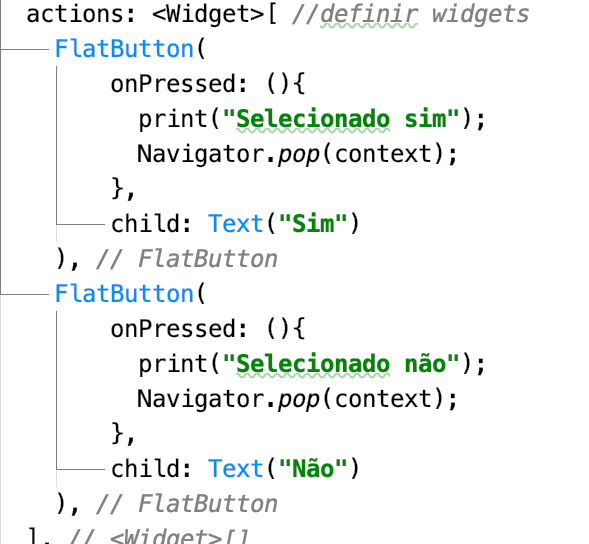 actions: <Widget>[ //definir widgets
FlatButton(
onPressed: (){
print("Selecionado sim");
Navigator.pop(context);
},
child: Text("Sim")
), // FlatButton
FlatButton(
onPressed: (){
print("Selecionado não");
Navigator.pop(context);
},
child: Text("Não")
), // FlatButton
], // <Widget>[]